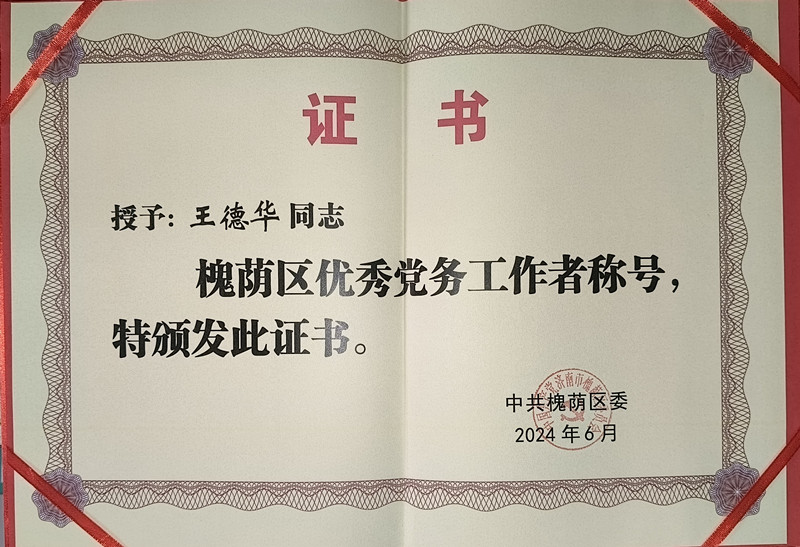 证 书
授予：王德华 同志
槐荫区优秀党务工作者称号，
特颁发此证书。
中共槐荫区委
2024 年 6 月